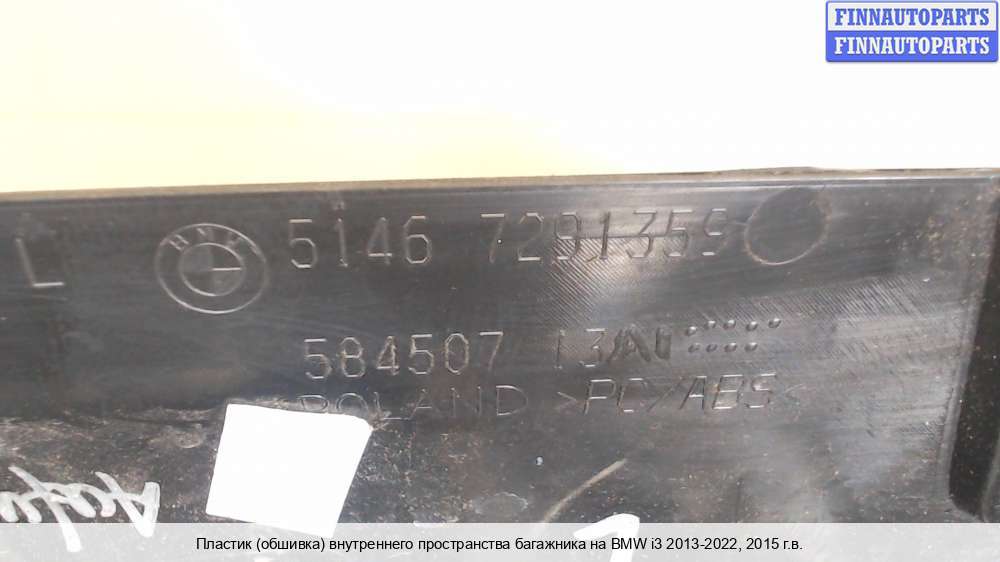 FINNAUTOPARTS
FINNAUTOPARTS
L BMW 5146 7291359
584507 13
POLAND >PC/ABS<
Пластик (обшивка) внутреннего пространства багажника на BMW i3 2013-2022, 2015 г.в.